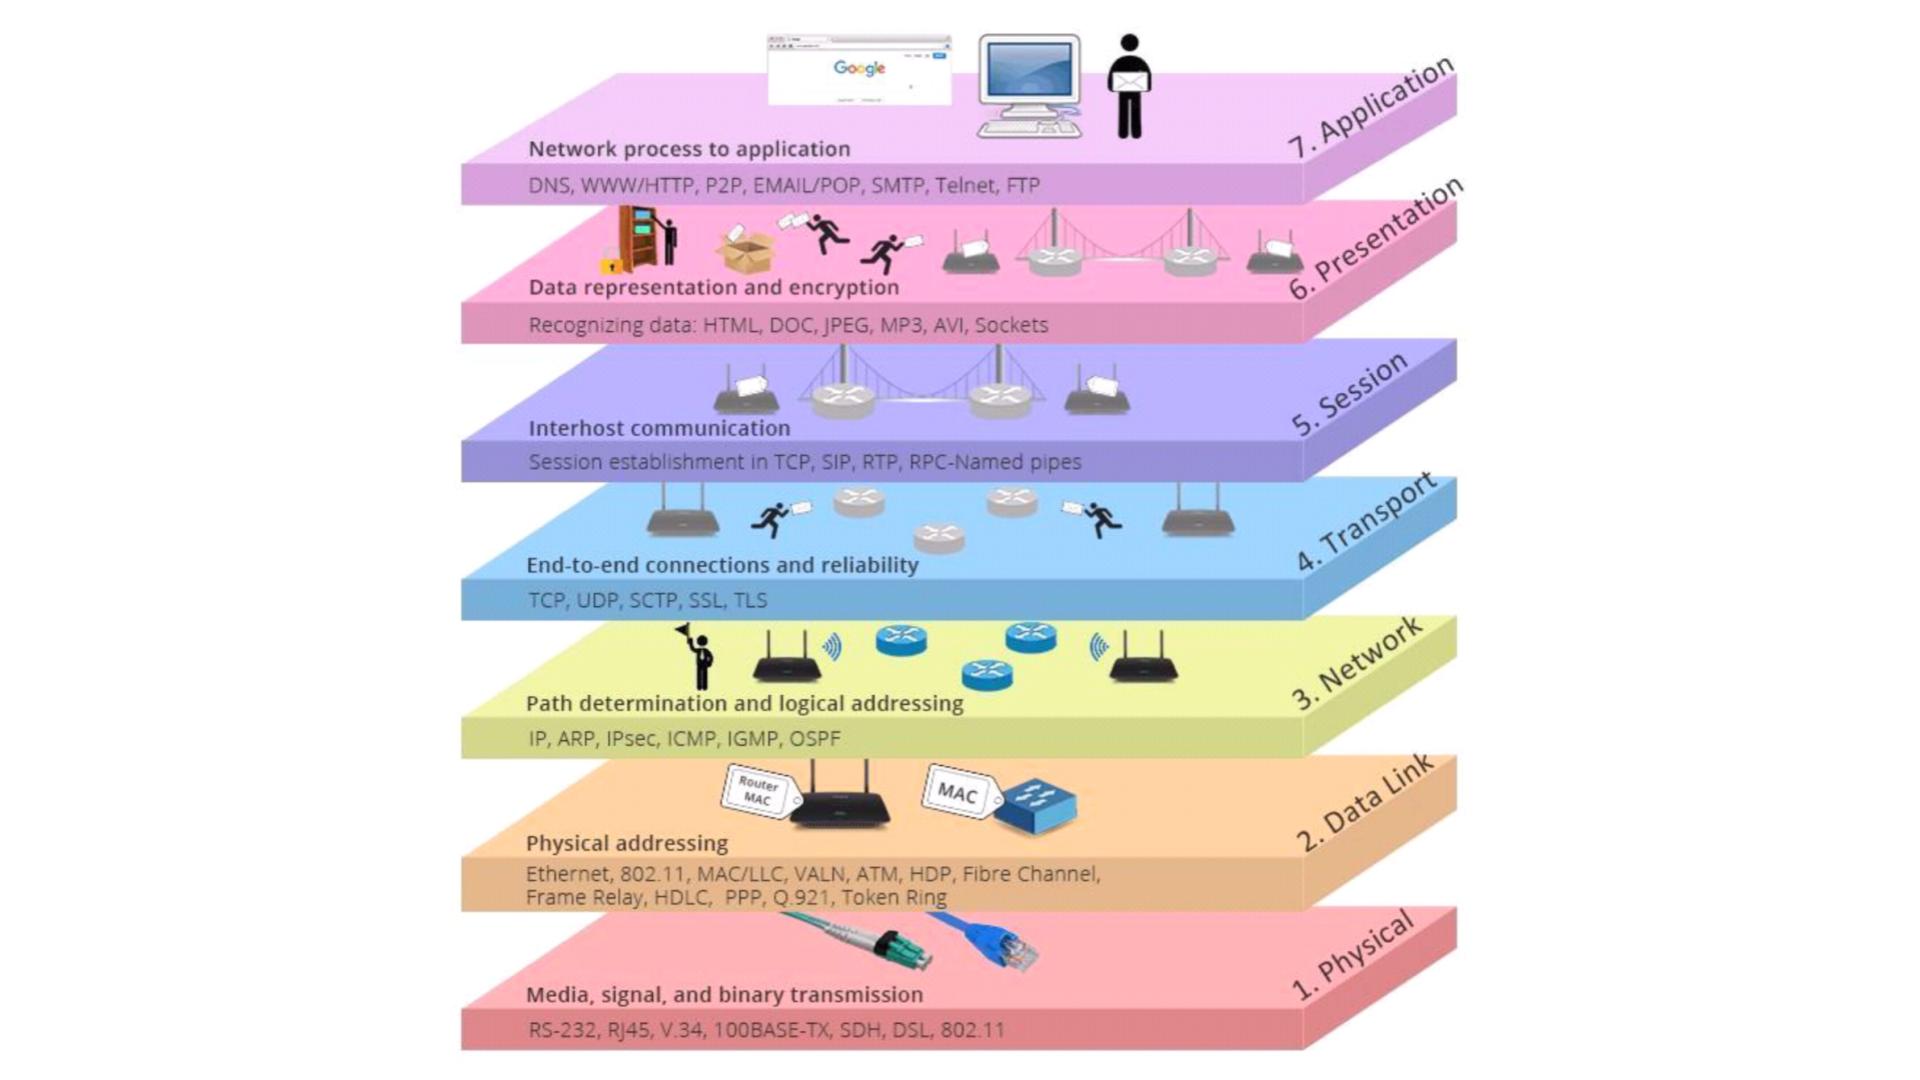 Google
7. Application
Network process to application
DNS, WWW/HTTP, P2P, EMAIL/POP, SMTP, Telnet, FTP
6. Presentation
Data representation and encryption
Recognizing data: HTML, DOC, JPEG, MP3, AVI, Sockets
5. Session
Interhost communication
Session establishment in TCP, SIP, RTP, RPC-Named pipes
4. Transport
End-to-end connections and reliability
TCP, UDP, SCTP, SSL, TLS
3. Network
Path determination and logical addressing
IP, ARP, IPsec, ICMP, IGMP, OSPF
2. Data Link
Router
MAC
MAC
Physical addressing
Ethernet, 802.11, MAC/LLC, VALN, ATM, HDP, Fibre Channel,
Frame Relay, HDLC, PPP, Q.921, Token Ring
1. Physical
Media, signal, and binary transmission
RS-232, RJ45, V.34, 100BASE-TX, SDH, DSL, 802.11